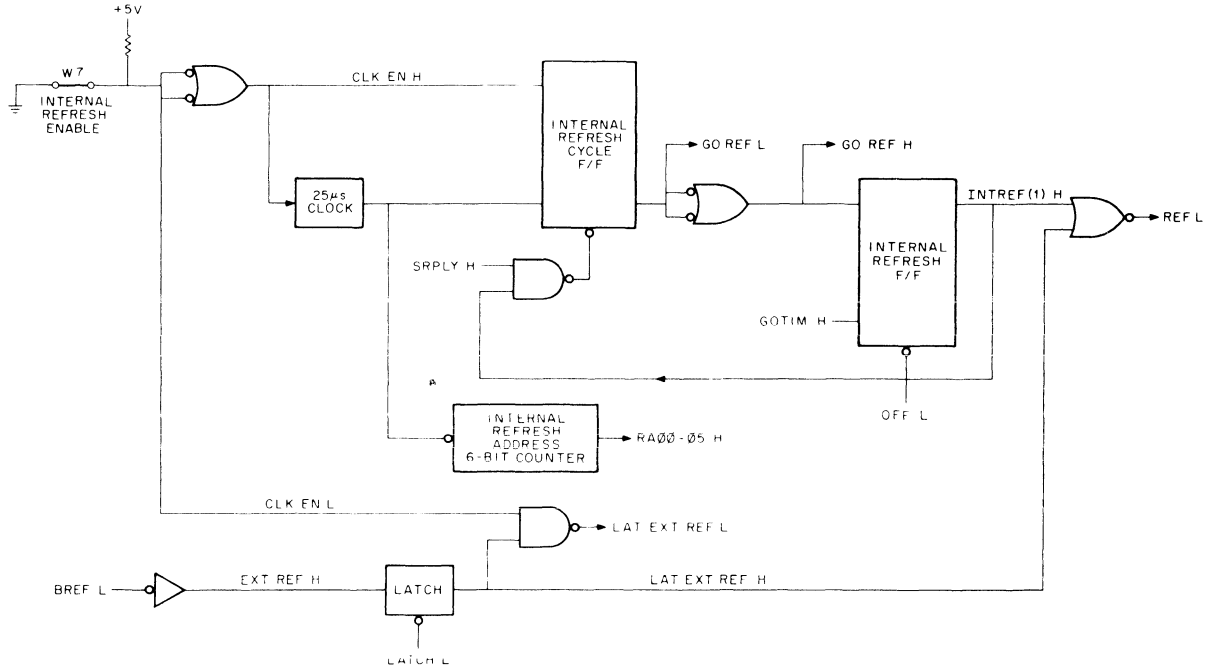 +5V
W7
INTERNAL
REFRESH
ENABLE
CLK EN H
INTERNAL
REFRESH
CYCLE
F/F
GO REF L
GO REF H
25µs
CLOCK
INTREF(1) H
REF L
INTERNAL
REFRESH
F/F
SRPLY H
GOTIM H
A
OFF L
INTERNAL
REFRESH
ADDRESS
6-BIT COUNTER
RAØØ-Ø5 H
CLK EN L
LAT EXT REF L
BREF L
EXT REF H
LATCH
LAT EXT REF H
LATCH L